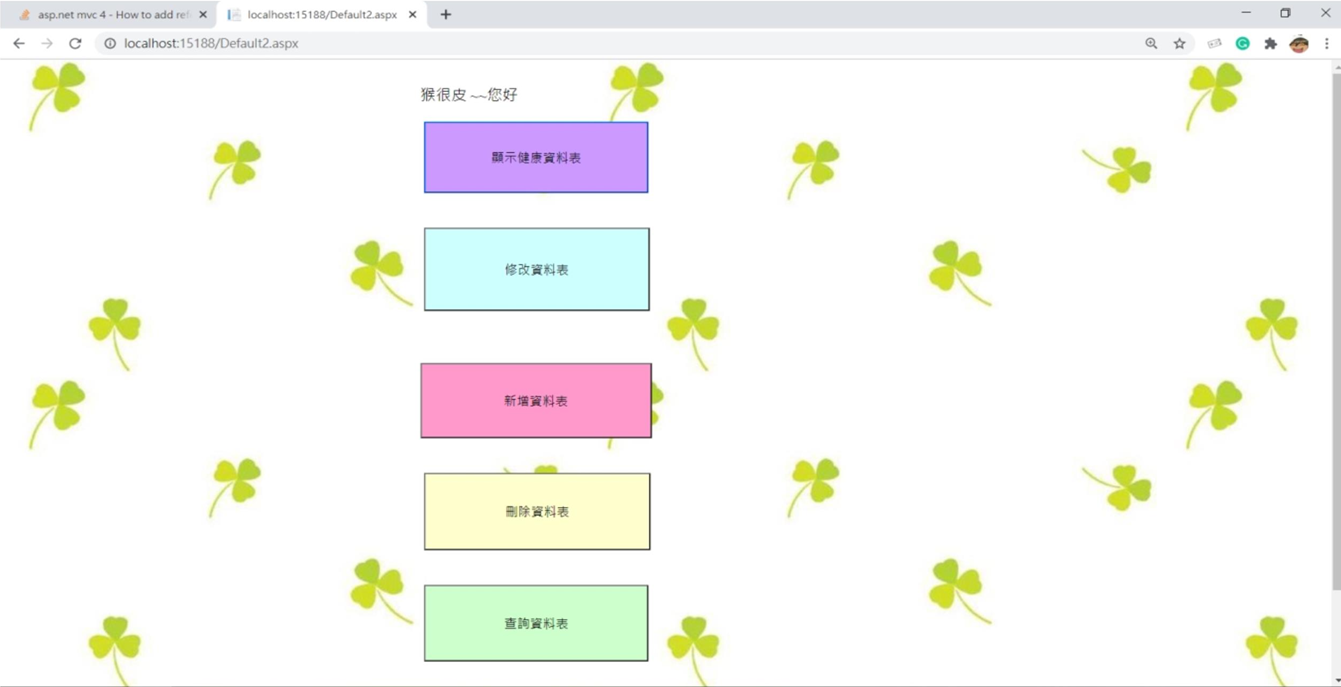 asp.net mvc 4 - How to add ref
localhost:15188/Default2.aspx
localhost:15188/Default2.aspx
猴很皮 ~~您好
顯示健康資料表
修改資料表
新增資料表
刪除資料表
查詢資料表